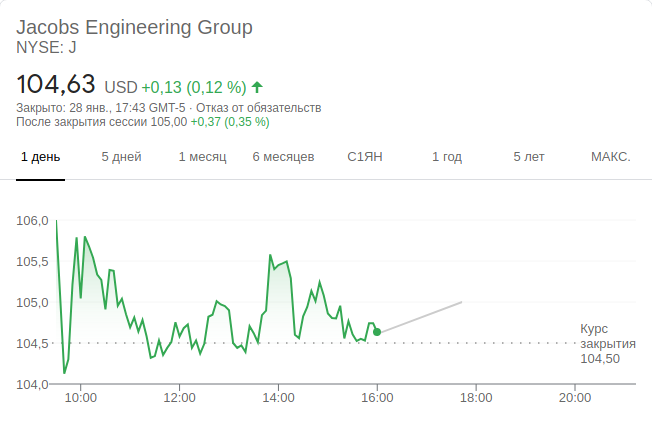 Jacobs Engineering Group
NYSE: J
104,63 USD +0,13 (0,12 %)
Закрыто: 28 янв., 17:43 GMT-5 · Отказ от обязательств
После закрытия сессии 105,00 +0,37 (0,35 %)
1 день 5 дней 1 месяц 6 месяцев С1ЯН 1 год 5 лет МАКС.
106,0
105,5
105,0
104,5
104,0
Курс
закрытия
104,50
10:00 12:00 14:00 16:00 18:00 20:00